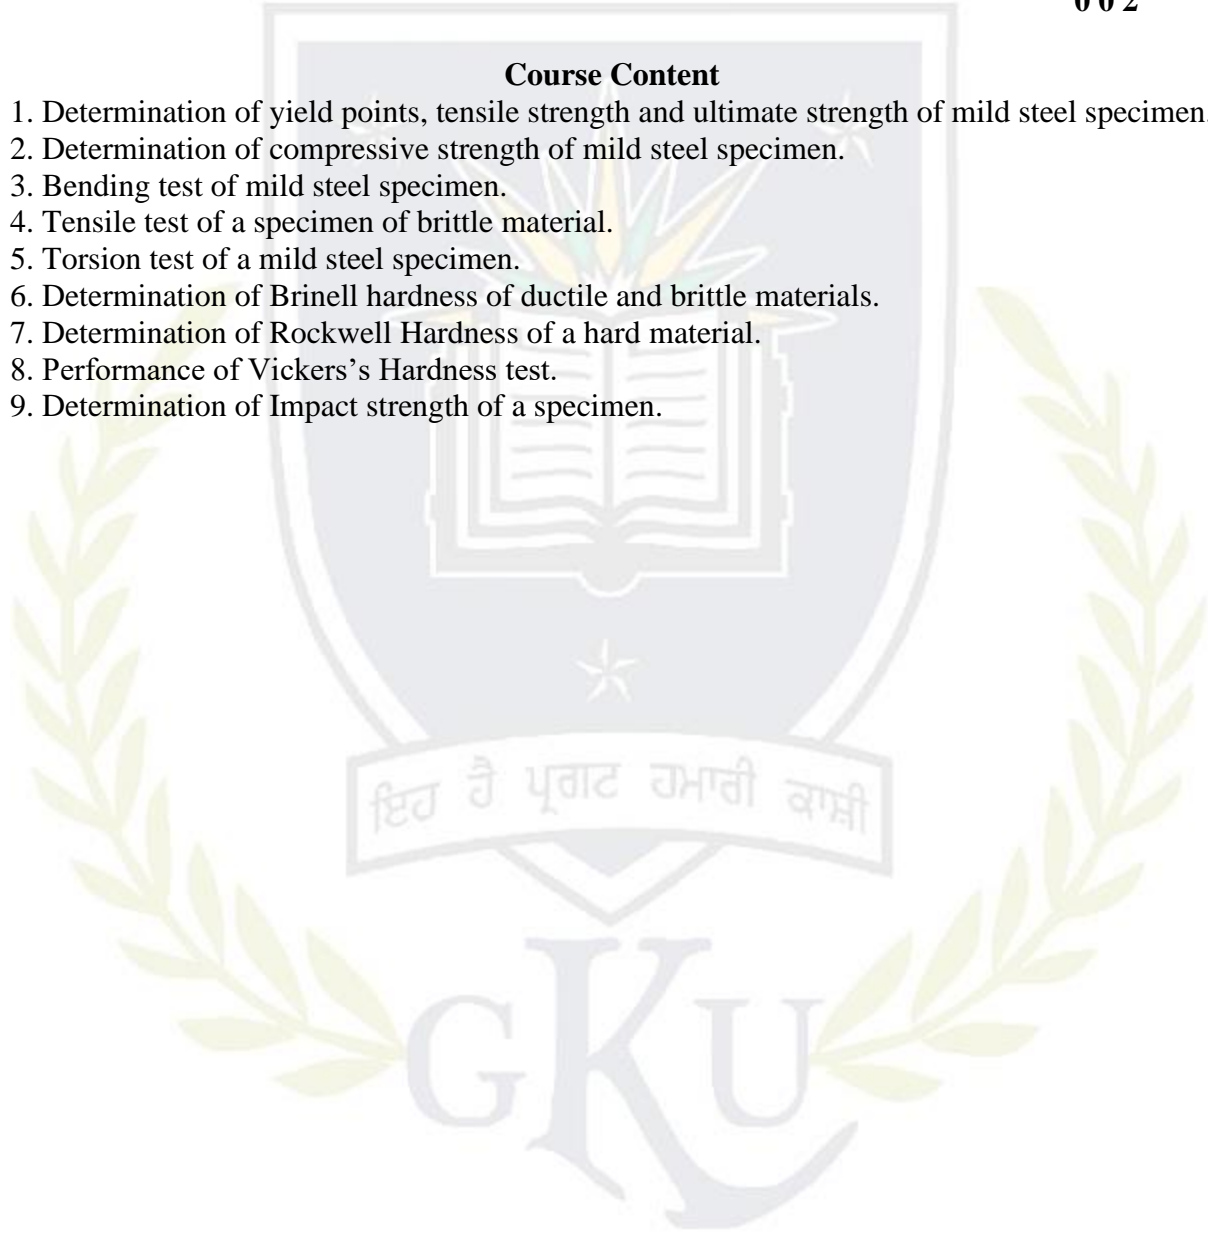 0 0 2
Course Content
1. Determination of yield points, tensile strength and ultimate strength of mild steel specimen.
2. Determination of compressive strength of mild steel specimen.
3. Bending test of mild steel specimen.
4. Tensile test of a specimen of brittle material.
5. Torsion test of a mild steel specimen.
6. Determination of Brinell hardness of ductile and brittle materials.
7. Determination of Rockwell Hardness of a hard material.
8. Performance of Vickers’s Hardness test.
9. Determination of Impact strength of a specimen.
ਇਹ ਹੈ ਪ੍ਰਗਟ ਹਮਾਰੀ ਕਾਸ਼ੀ
GKU